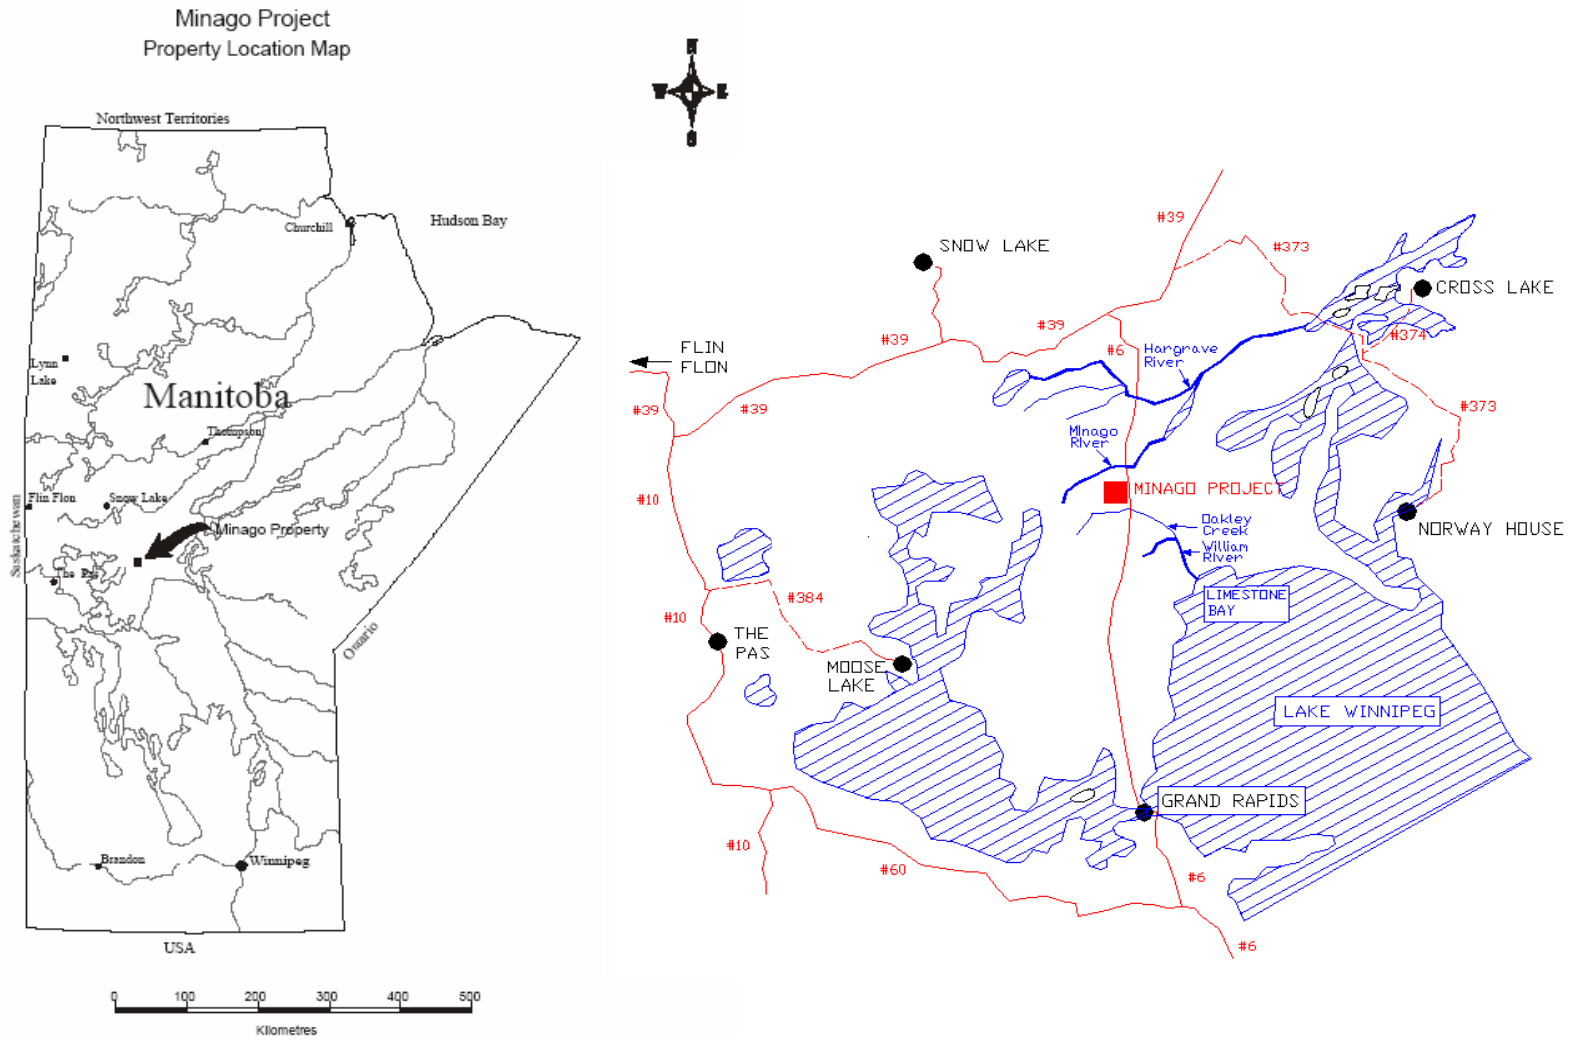 Minago Project
Property Location Map
N
W
E
S
Northwest Territories
Hudson Bay
Churchill
Lynn
Lake
Manitoba
Thompson
Flin Flon
Snow Lake
Saskatchewan
Minago Property
The Pas
Ontario
Brandon
Winnipeg
USA
0
100
200
300
400
500
Kilometres
#39
#373
SNOW LAKE
CROSS LAKE
#39
#39
#374
#6
Hargrave
River
FLIN
FLON
#39
#39
#373
Minago
River
#10
MINAGO PROJECT
Oakley
Creek
NORWAY HOUSE
William
River
#384
LIMESTONE
BAY
#10
THE
PAS
MOOSE
LAKE
LAKE WINNIPEG
GRAND RAPIDS
#10
#60
#6
#6